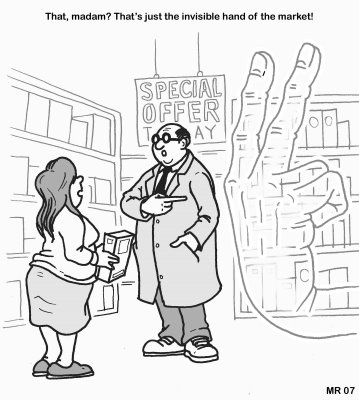 That, madam? That's just the invisible hand of the market!
SPECIAL
OFFER
TODAY
MR 07